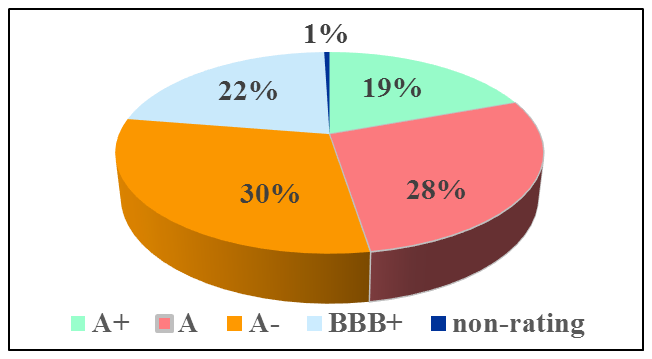 1%
22% 19%
30% 28%
A+ A A- BBB+ non-rating